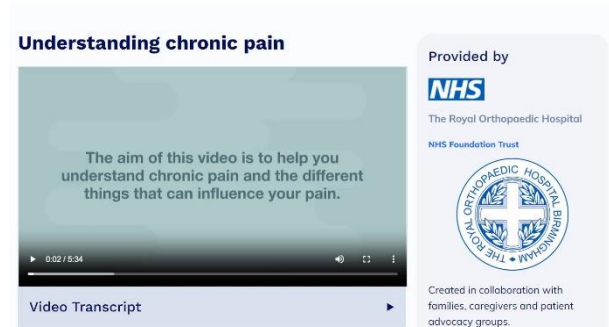 Understanding chronic pain
The aim of this video is to help you
understand chronic pain and the different
things that can influence your pain.
0:02 / 5:34
Video Transcript
Provided by
NHS
The Royal Orthopaedic Hospital
NHS Foundation Trust
THE ROYAL ORTHOPAEDIC HOSPITAL BIRMINGHAM
Created in collaboration with
families, caregivers and patient
advocacy groups.